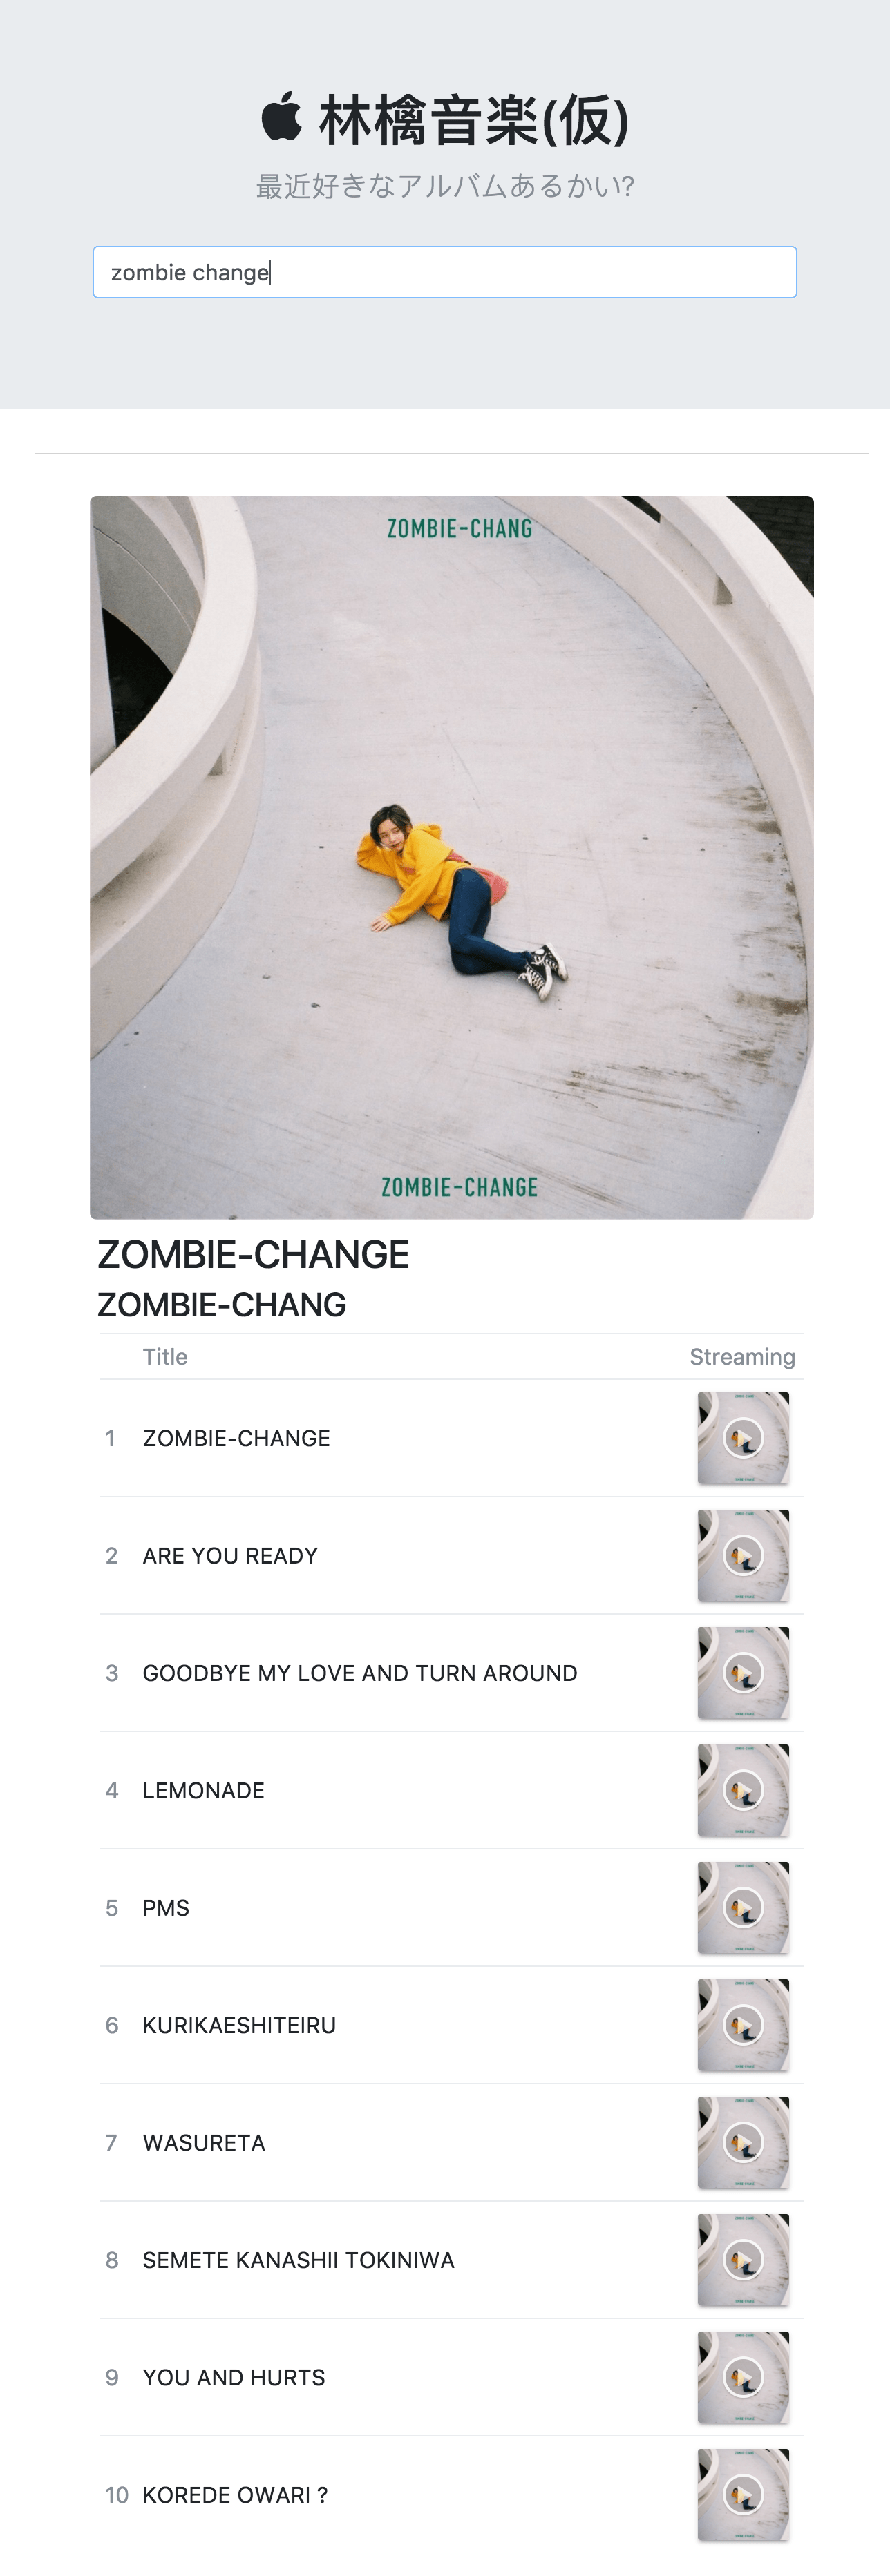 林檎音楽(仮)
最近好きなアルバムあるかい?
zombie change
ZOMBIE-CHANG
ZOMBIE-CHANGE
ZOMBIE-CHANGE
ZOMBIE-CHANG
Title Streaming
1 ZOMBIE-CHANGE
2 ARE YOU READY
3 GOODBYE MY LOVE AND TURN AROUND
4 LEMONADE
5 PMS
6 KURIKAESHITEIRU
7 WASURETA
8 SEMETE KANASHII TOKINIWA
9 YOU AND HURTS
10 KOREDE OWARI ?